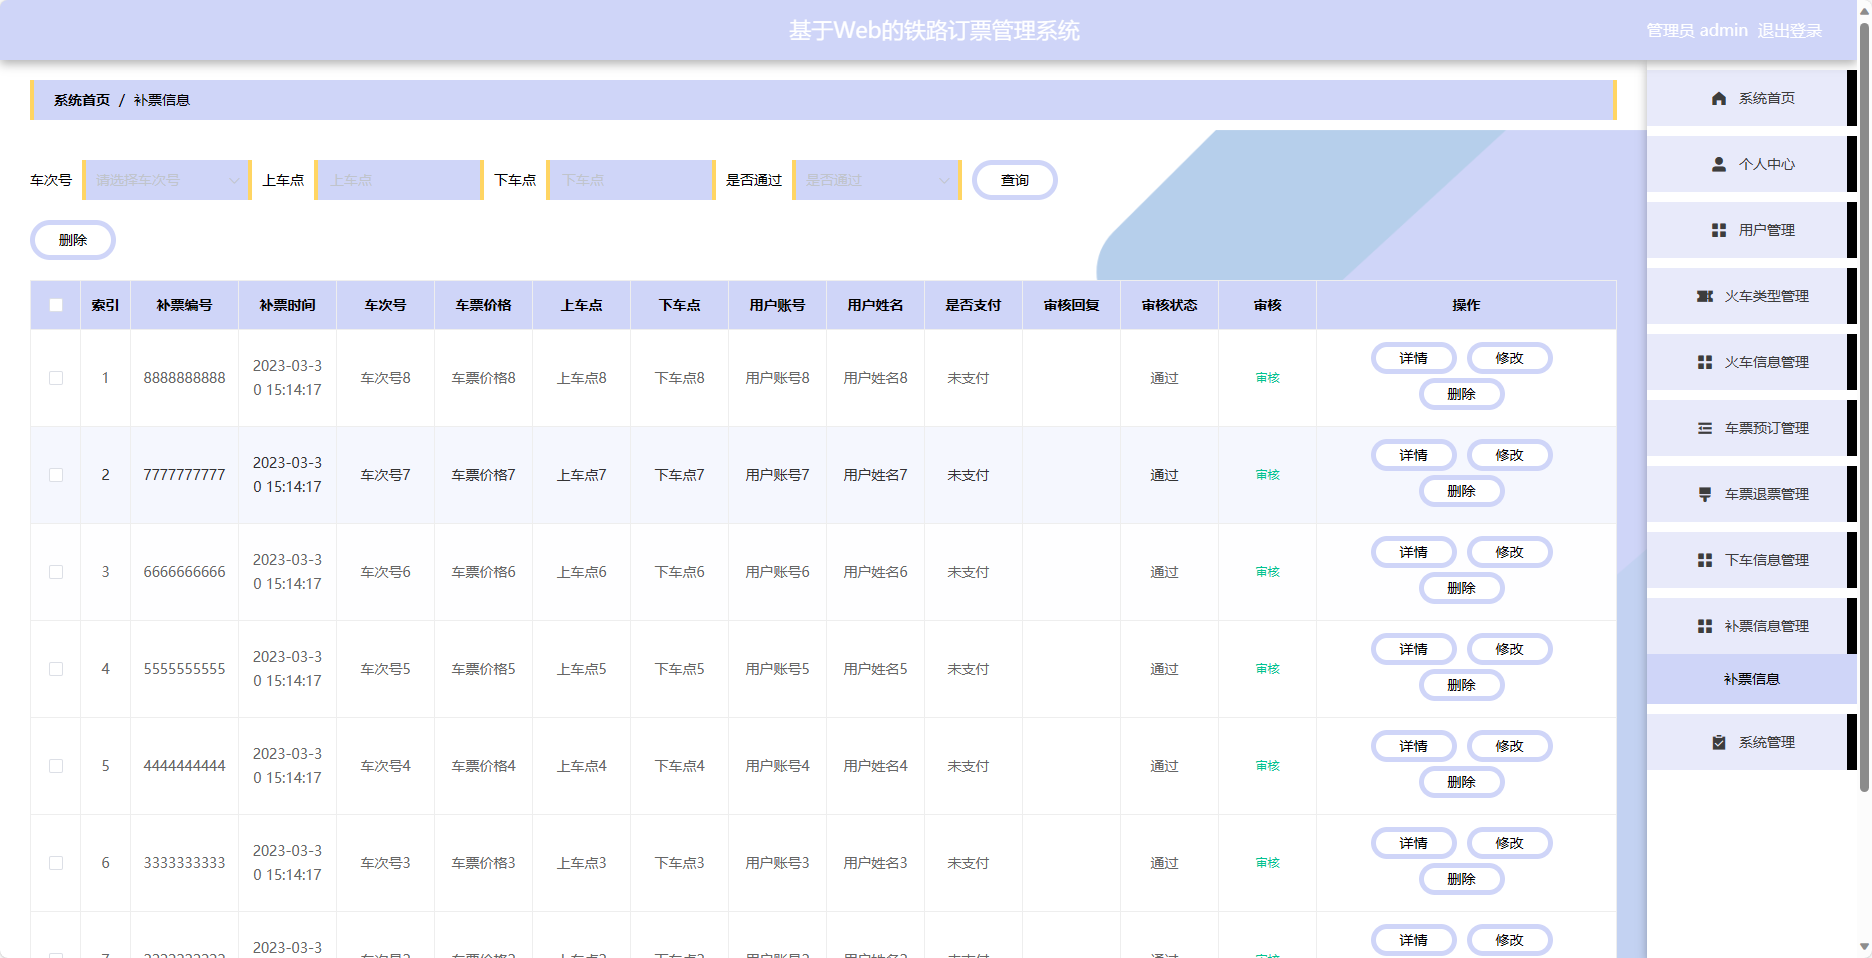 基于Web的铁路订票管理系统
管理员 admin 退出登录
系统首页 / 补票信息
车次号 请选择车次号 上车点 上车点 下车点 下车点 是否通过 是否通过 查询
删除
索引 补票编号 补票时间 车次号 车票价格 上车点 下车点 用户账号 用户姓名 是否支付 审核回复 审核状态 审核 操作
1 8888888888 2023-03-30 15:14:17 车次号8 车票价格8 上车点8 下车点8 用户账号8 用户姓名8 未支付 通过 审核 详情 修改 删除
2 7777777777 2023-03-30 15:14:17 车次号7 车票价格7 上车点7 下车点7 用户账号7 用户姓名7 未支付 通过 审核 详情 修改 删除
3 6666666666 2023-03-30 15:14:17 车次号6 车票价格6 上车点6 下车点6 用户账号6 用户姓名6 未支付 通过 审核 详情 修改 删除
4 5555555555 2023-03-30 15:14:17 车次号5 车票价格5 上车点5 下车点5 用户账号5 用户姓名5 未支付 通过 审核 详情 修改 删除
5 4444444444 2023-03-30 15:14:17 车次号4 车票价格4 上车点4 下车点4 用户账号4 用户姓名4 未支付 通过 审核 详情 修改 删除
6 3333333333 2023-03-30 15:14:17 车次号3 车票价格3 上车点3 下车点3 用户账号3 用户姓名3 未支付 通过 审核 详情 修改 删除
2023-03-3 详情 修改
系统首页
个人中心
用户管理
火车类型管理
火车信息管理
车票预订管理
车票退票管理
下车信息管理
补票信息管理
补票信息
系统管理